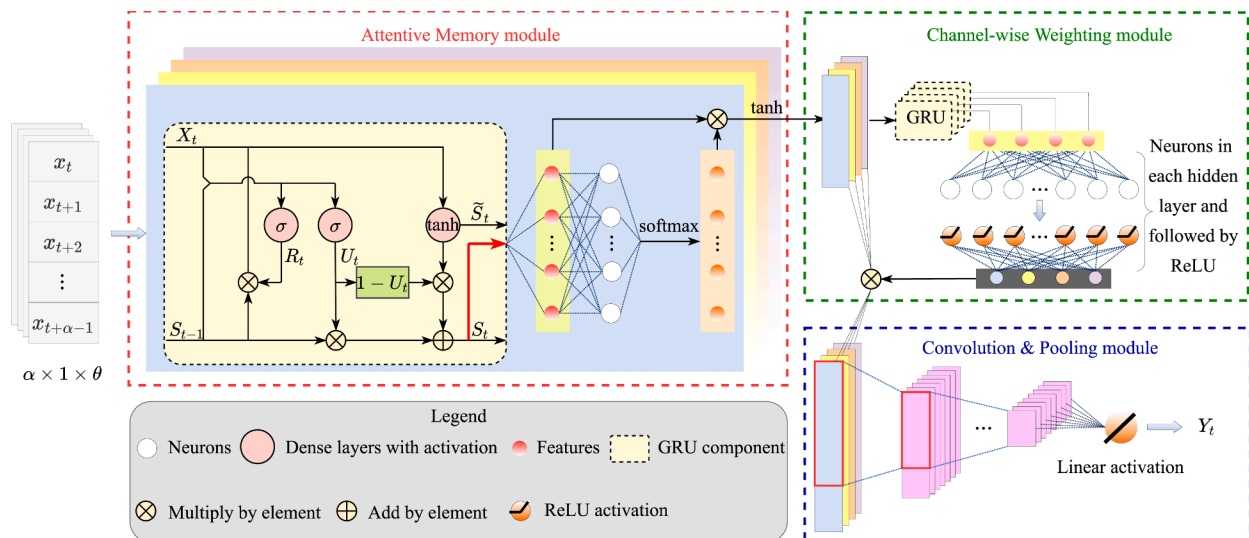 Attentive Memory module
Channel-wise Weighting module
x_t
x_{t+1}
x_{t+2}
⋮
x_{t+α−1}
α × 1 × θ
X_t
σ
σ
tanh
S̃_t
R_t
U_t
1 − U_t
S_{t−1}
S_t
⋮
⋮
softmax
⋮
tanh
GRU
...
...
Neurons in
each hidden
layer and
followed by
ReLU
Convolution & Pooling module
...
Linear activation
Y_t
Legend
Neurons
Dense layers with activation
Features
GRU component
Multiply by element
Add by element
ReLU activation